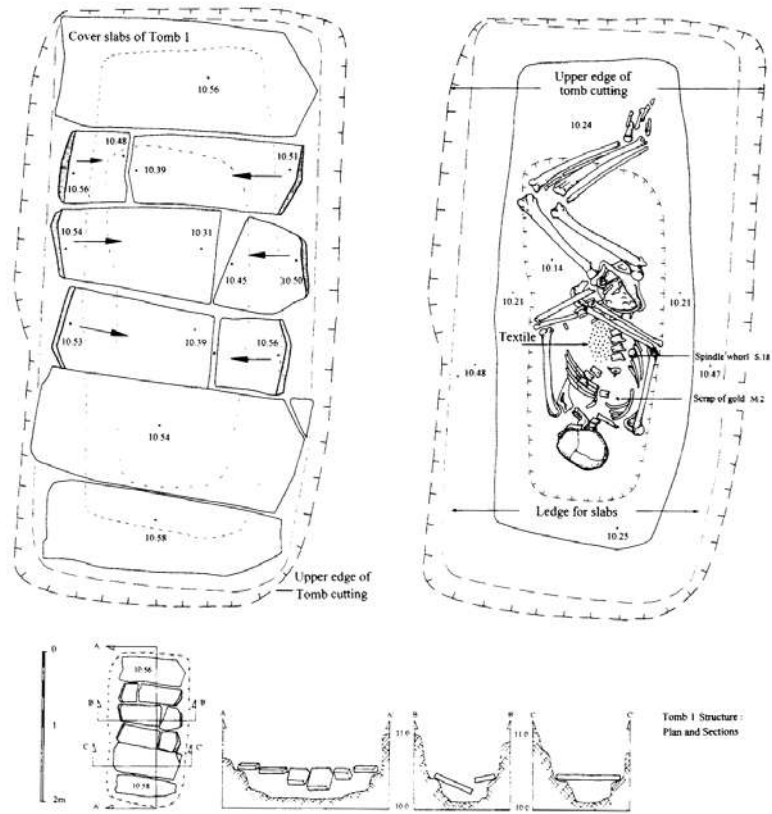 Cover slabs of Tomb 1
10.56
10.48
10.39
10.51
10.56
10.54
10.31
10.45
10.50
10.53
10.39
10.56
10.54
10.58
Upper edge of
Tomb cutting
Upper edge of
tomb cutting
10.24
10.14
10.21
10.21
Textile
Spindle whorl S.18
10.48
10.47
Scrap of gold M.2
Ledge for slabs
10.25
0
1
2m
A
10.56
B
B'
C
C'
10.58
A'
A
A'
B
B'
C
C'
11.0
11.0
10.0
10.0
Tomb 1 Structure :
Plan and Sections